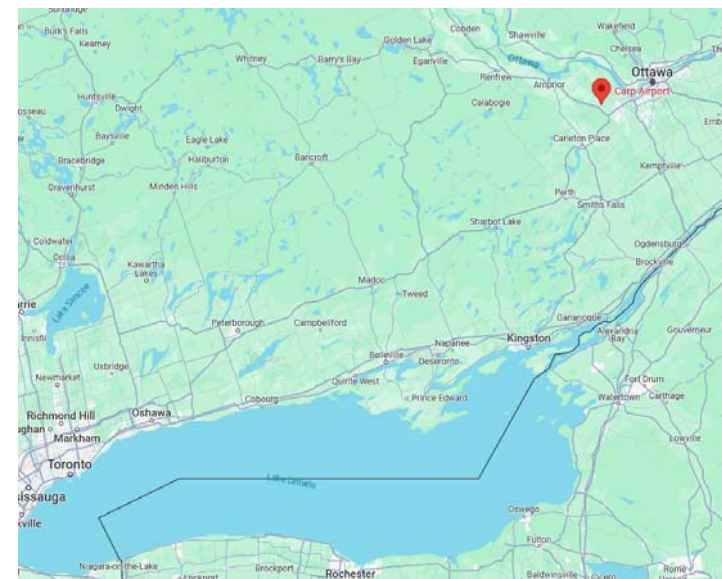 Sundridge
Burk's Falls
Kearney
Whitney
Barry's Bay
Golden Lake
Eganville
Cobden
Shawville
Wakefield
Chelsea
Ottawa
Renfrew
Arnprior
Ottawa
Carp Airport
Huntsville
Dwight
Calabogie
Baysville
Eagle Lake
Haliburton
Bancroft
Carleton Place
Bracebridge
Gravenhurst
Minden Hills
Kemptville
Perth
Smiths Falls
Sharbot Lake
Coldwater
Orillia
Kawartha
Lakes
Ogdensburg
Brockville
Madoc
Tweed
Lake Simcoe
Innisfil
Peterborough
Campbellford
Gananoque
Alexandria
Bay
Gouverneur
Kingston
Napanee
Belleville
Deseronto
Uxbridge
Newmarket
Quinte West
Prince Edward
Cobourg
Fort Drum
Watertown
Carthage
Richmond Hill
Oshawa
Markham
Lowville
Toronto
Lake Ontario
Oswego
Fulton
Niagara-on-the-Lake
Lockport
Brockport
Rochester
Baldwinsville
Cicero
Rome